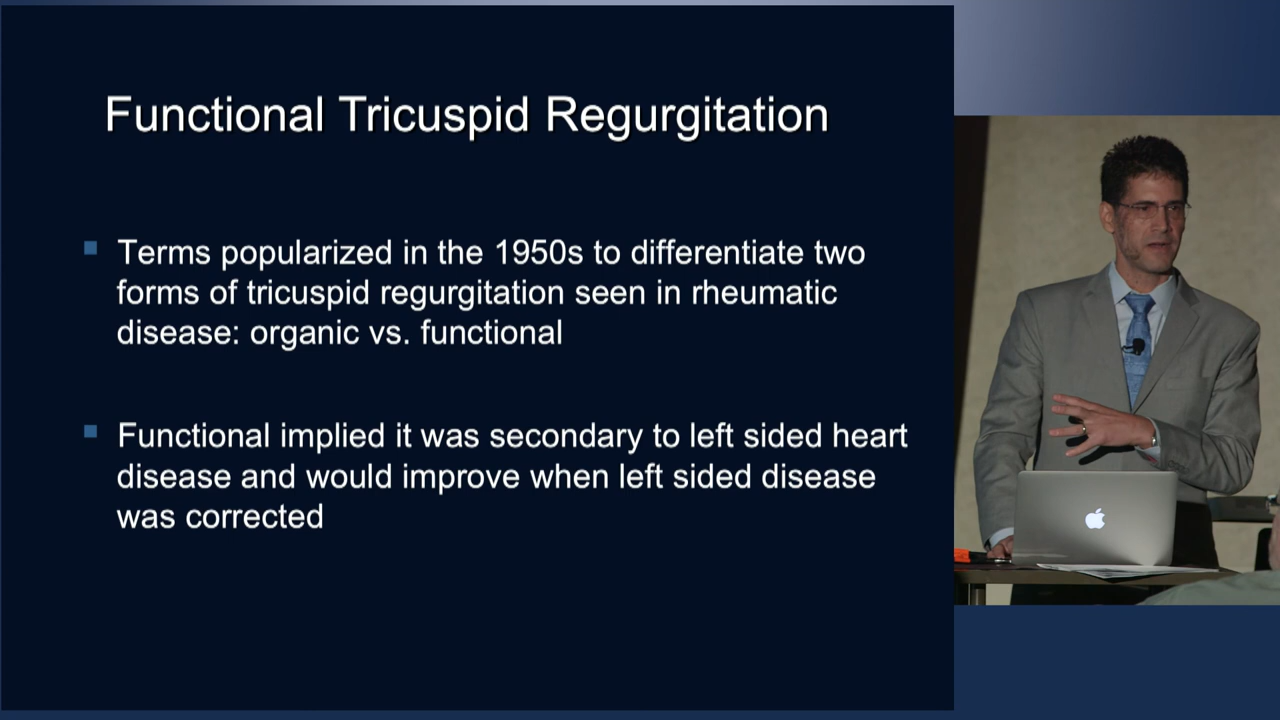 Functional Tricuspid Regurgitation
Terms popularized in the 1950s to differentiate two
forms of tricuspid regurgitation seen in rheumatic
disease: organic vs. functional
Functional implied it was secondary to left sided heart
disease and would improve when left sided disease
was corrected